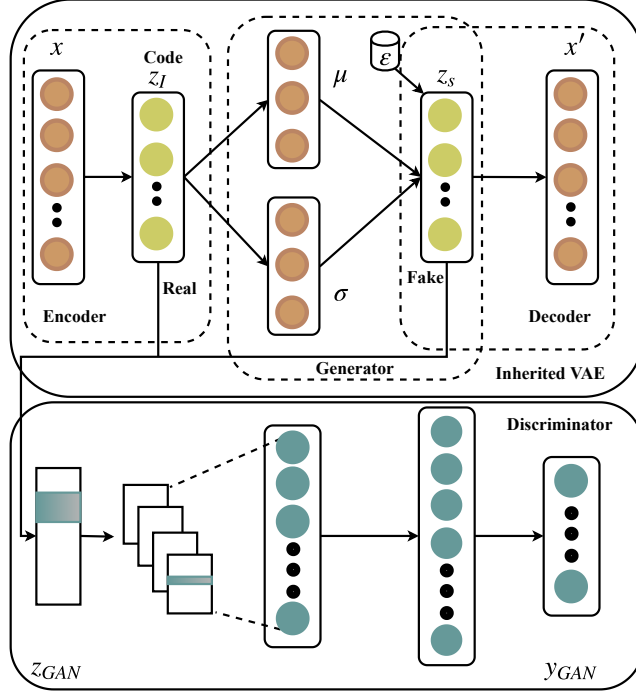 x
Code
z_I
μ
ε
z_s
x′
σ
Real
Fake
Encoder
Decoder
Generator
Inherited VAE
Discriminator
z_GAN
y_GAN